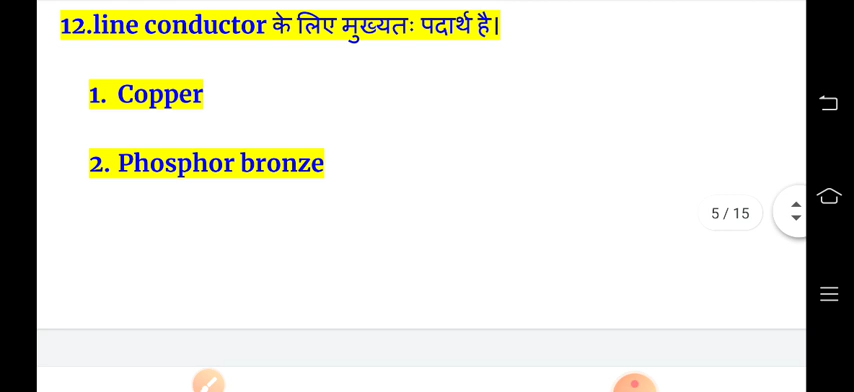 12.line conductor के लिए मुख्यतः पदार्थ है।
1. Copper
2. Phosphor bronze
5 / 15